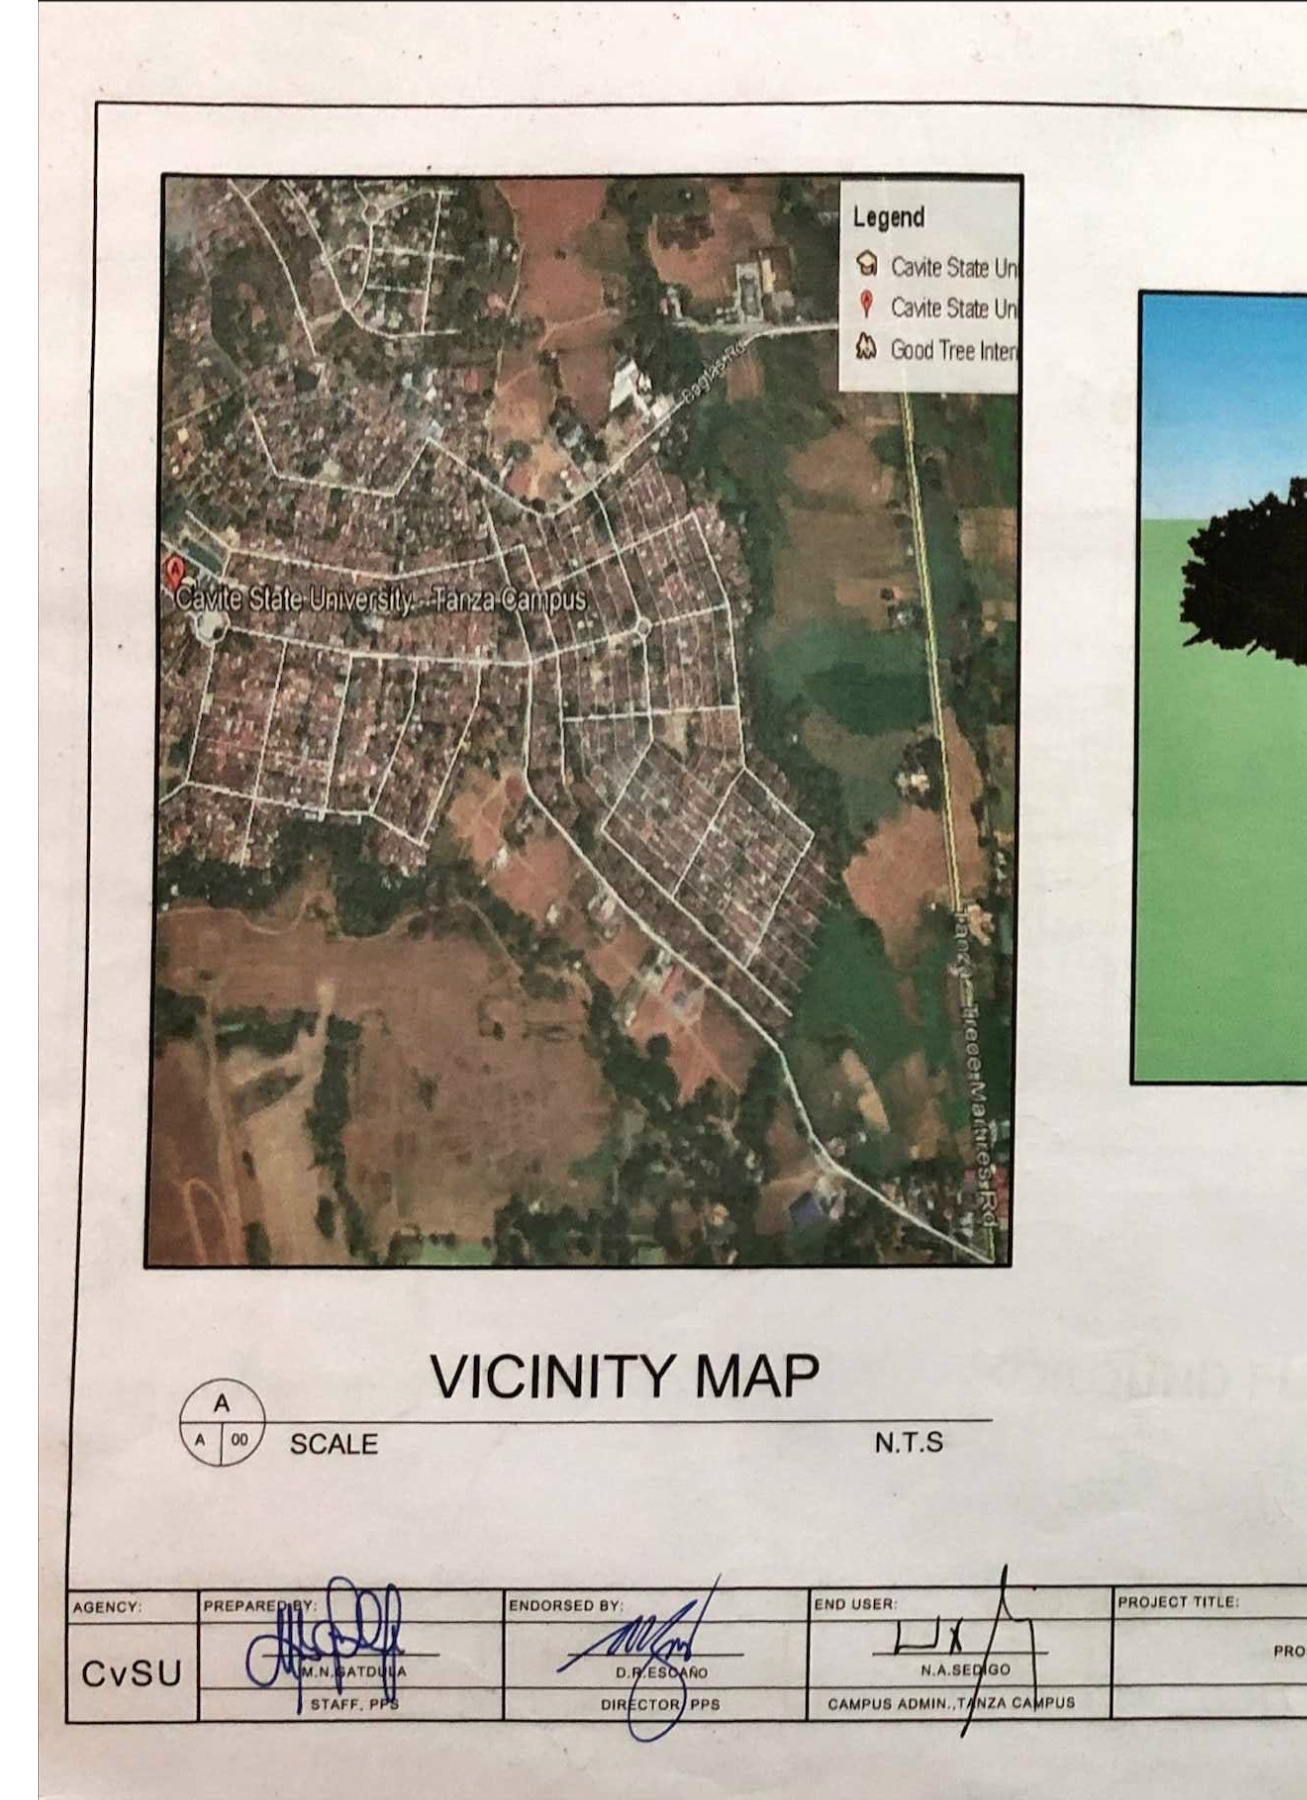 Legend
Cavite State Un
Cavite State Un
Good Tree Inter
Bagtas Rd
Cavite State University - Tanza Campus
Tanza - Trece Martires Rd
VICINITY MAP
A
A 00
SCALE N.T.S
AGENCY: PREPARED BY: ENDORSED BY: END USER: PROJECT TITLE:
CvSU M.N.GATDULA D.R.ESCAÑO N.A.SEDIGO PRO
STAFF, PPS DIRECTOR, PPS CAMPUS ADMIN.,TANZA CAMPUS